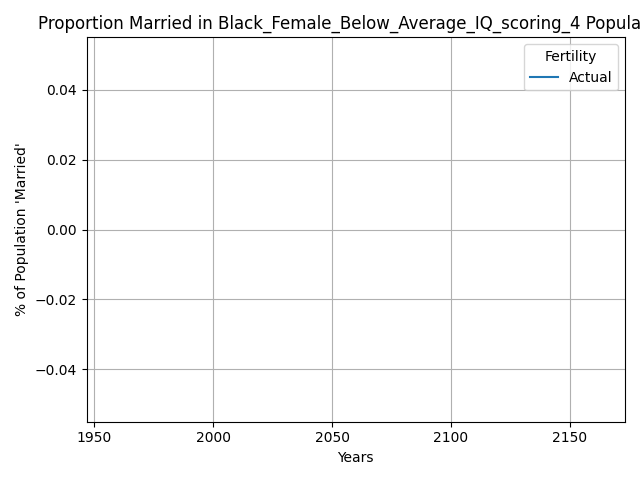 Proportion Married in Black_Female_Below_Average_IQ_scoring_4 Popula
Fertility
Actual
0.04
0.02
0.00
−0.02
−0.04
% of Population 'Married'
1950 2000 2050 2100 2150
Years